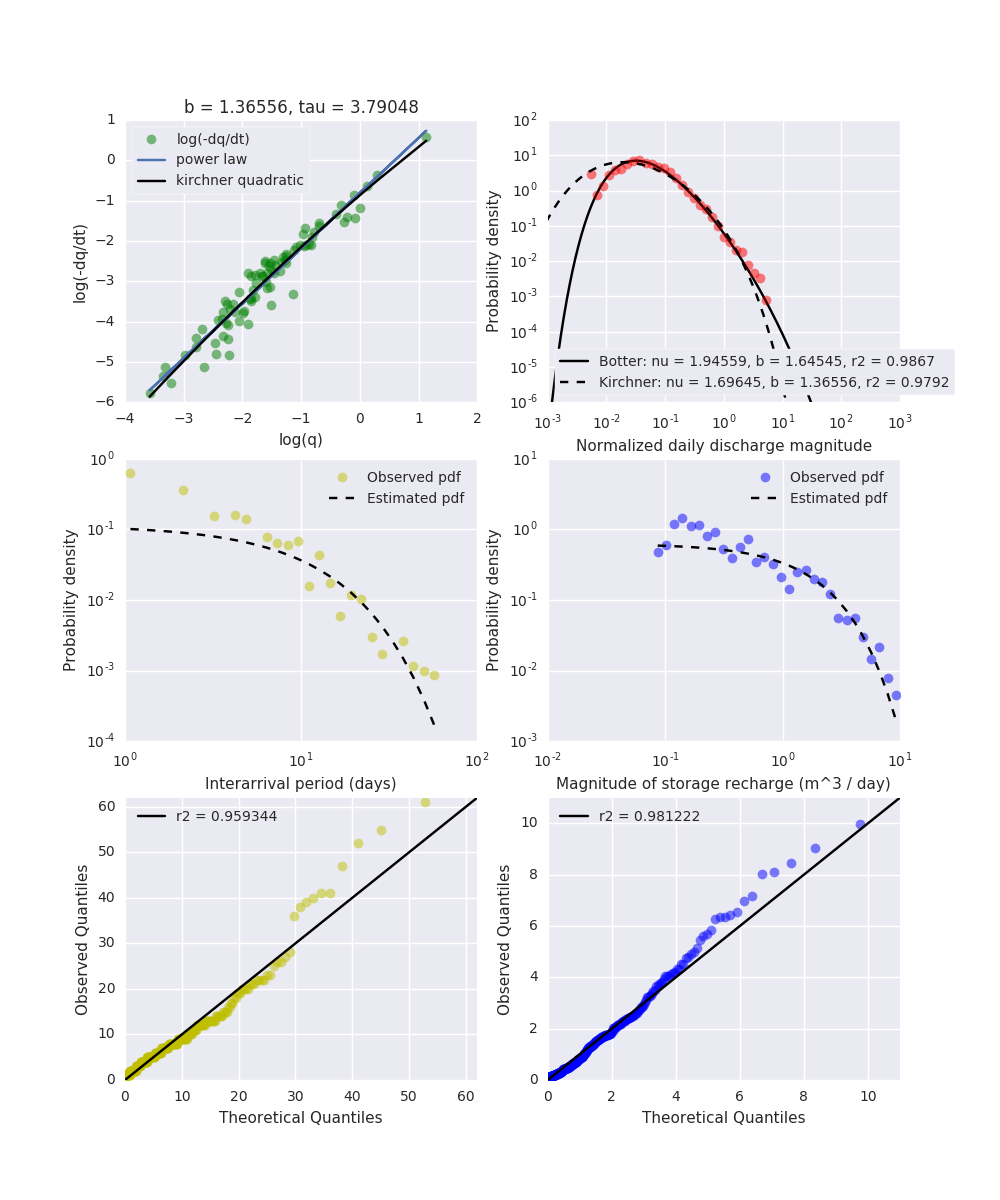 b = 1.36556, tau = 3.79048
1
0
−1
−2
−3
−4
−5
−6
−4 −3 −2 −1 0 1 2
log(-dq/dt)
log(q)
log(-dq/dt)
power law
kirchner quadratic
10^2
10^1
10^0
10^-1
10^-2
10^-3
10^-4
10^-5
10^-6
10^-3 10^-2 10^-1 10^0 10^1 10^2 10^3
Probability density
Normalized daily discharge magnitude
Botter: nu = 1.94559, b = 1.64545, r2 = 0.9867
Kirchner: nu = 1.69645, b = 1.36556, r2 = 0.9792
10^0
10^-1
10^-2
10^-3
10^-4
10^0 10^1 10^2
Probability density
Interarrival period (days)
Observed pdf
Estimated pdf
10^1
10^0
10^-1
10^-2
10^-3
10^-2 10^-1 10^0 10^1
Probability density
Magnitude of storage recharge (m^3 / day)
Observed pdf
Estimated pdf
60
50
40
30
20
10
0
0 10 20 30 40 50 60
Observed Quantiles
Theoretical Quantiles
r2 = 0.959344
10
8
6
4
2
0
0 2 4 6 8 10
Observed Quantiles
Theoretical Quantiles
r2 = 0.981222